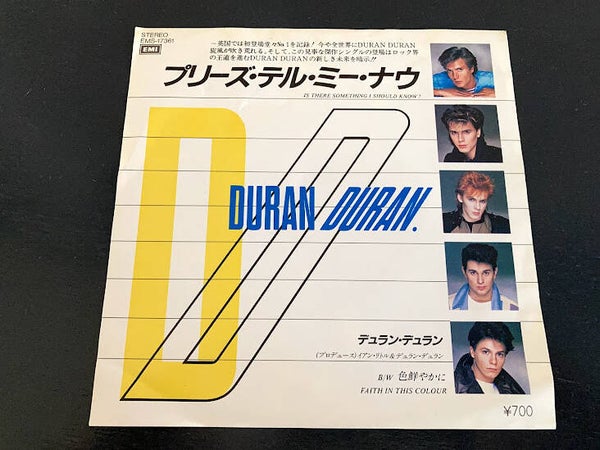 STEREO
EMS-17361
EMI
—英国では初登場堂々No.1を記録! 今や全世界にDURAN DURAN
旋風が吹き荒れる。そして、この見事な傑作シングルの登場はロック界
の王道を進むDURAN DURANの新しき未来を暗示!!
プリーズ・テル・ミー・ナウ
IS THERE SOMETHING I SHOULD KNOW?
DD
DURAN DURAN.
デュラン・デュラン
(プロデュース)イアン・リトル&デュラン・デュラン
B/W 色鮮やかに
FAITH IN THIS COLOUR
¥700